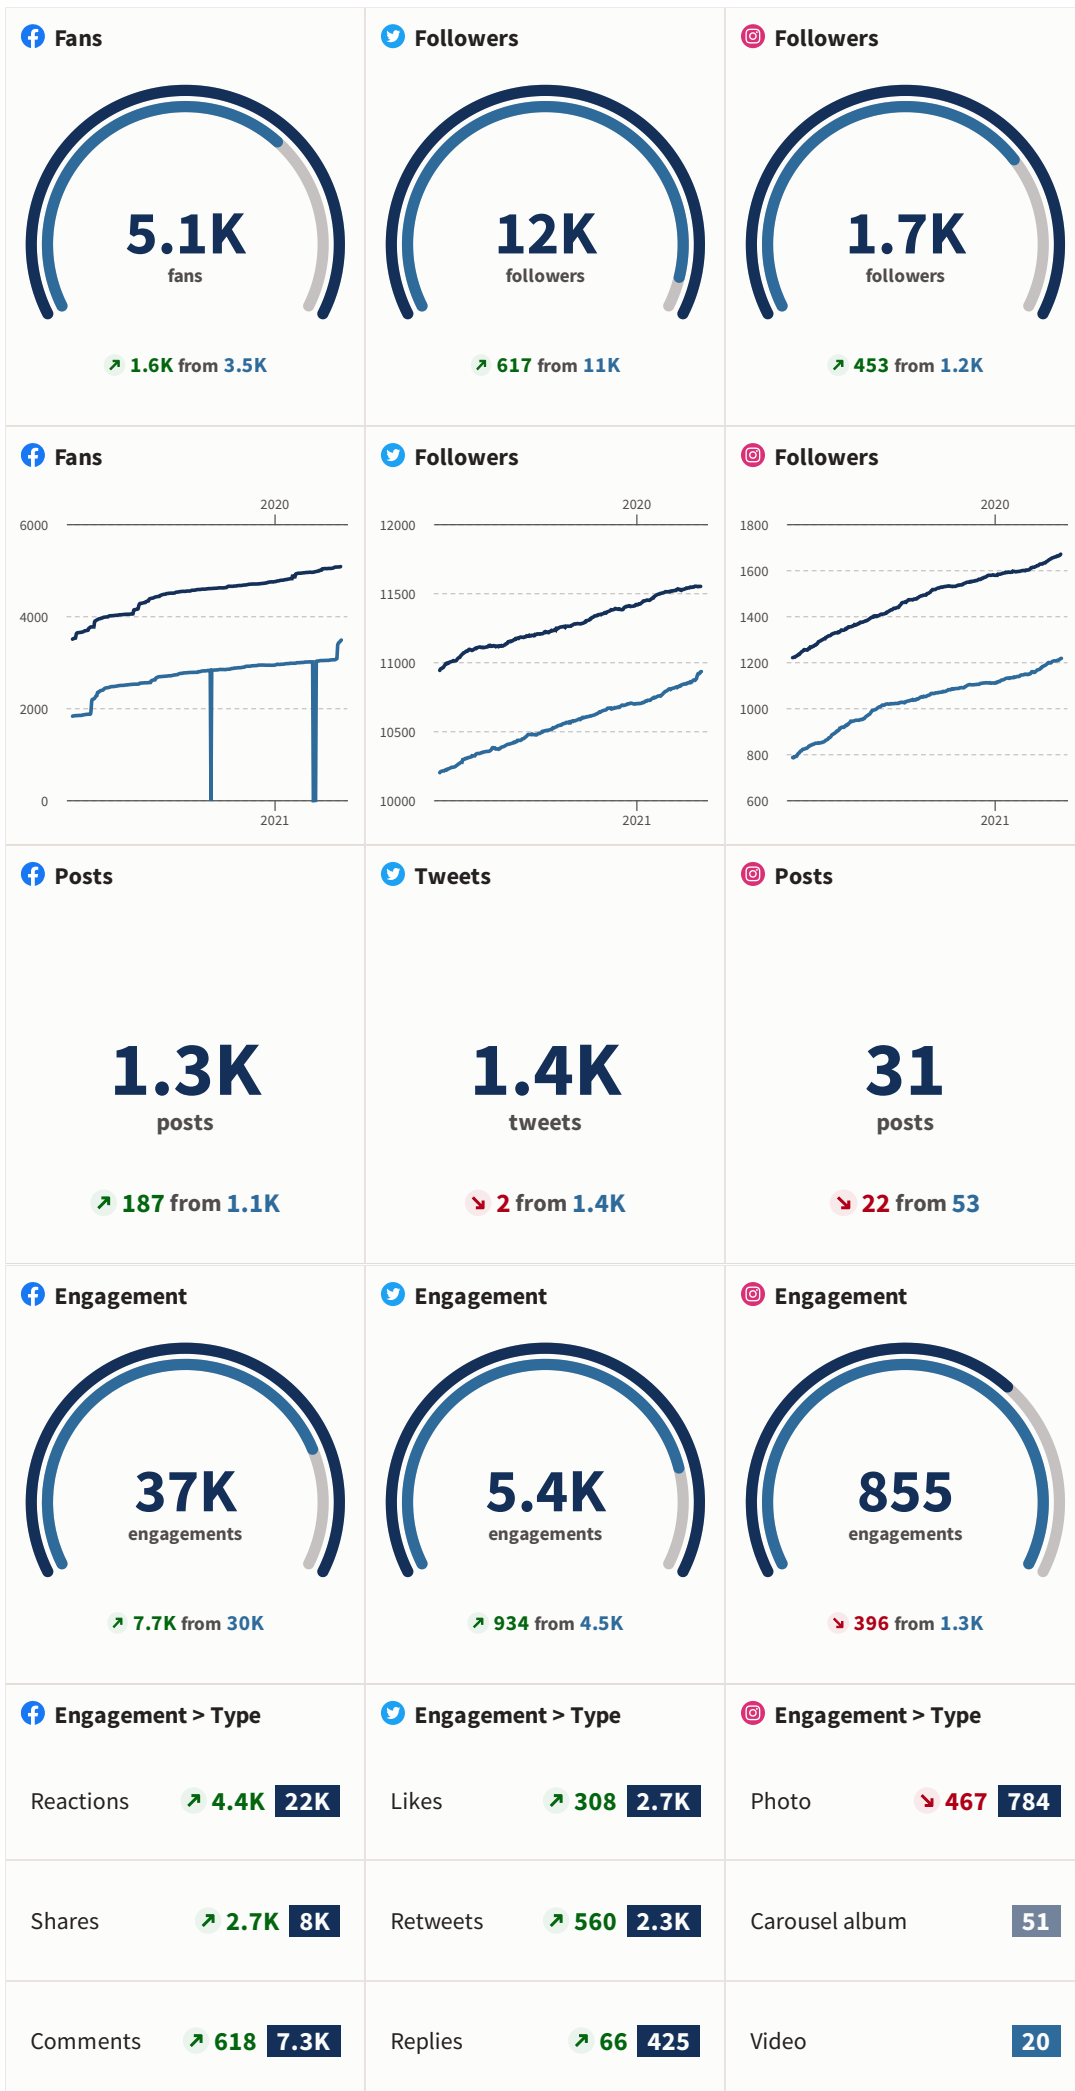 Fans
5.1K
fans
1.6K from 3.5K
Followers
12K
followers
617 from 11K
Followers
1.7K
followers
453 from 1.2K
Fans
2020
6000
4000
2000
0
2021
Followers
2020
12000
11500
11000
10500
10000
2021
Followers
2020
1800
1600
1400
1200
1000
800
600
2021
Posts
1.3K
posts
187 from 1.1K
Tweets
1.4K
tweets
2 from 1.4K
Posts
31
posts
22 from 53
Engagement
37K
engagements
7.7K from 30K
Engagement
5.4K
engagements
934 from 4.5K
Engagement
855
engagements
396 from 1.3K
Engagement > Type
Reactions 4.4K 22K
Shares 2.7K 8K
Comments 618 7.3K
Engagement > Type
Likes 308 2.7K
Retweets 560 2.3K
Replies 66 425
Engagement > Type
Photo 467 784
Carousel album 51
Video 20